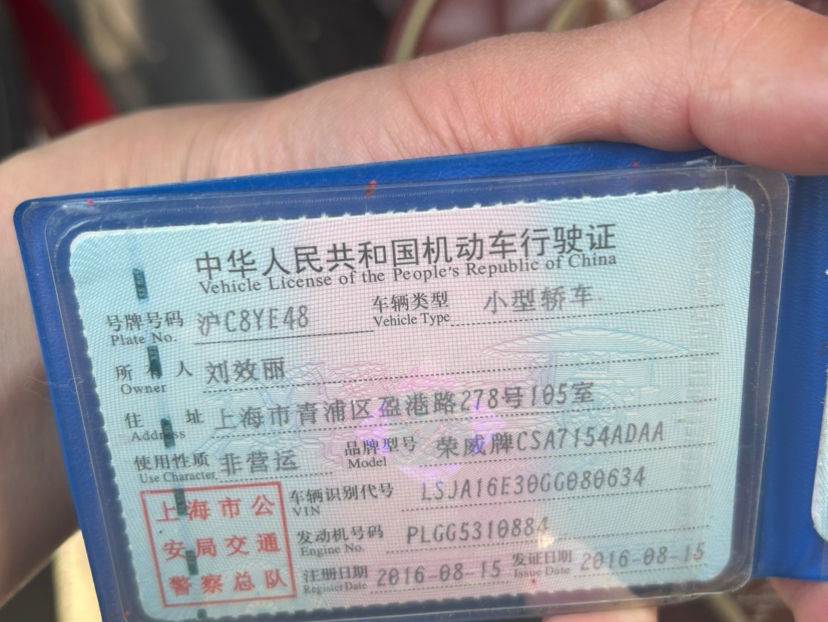 中华人民共和国机动车行驶证
Vehicle License of the People's Republic of China
号牌号码 沪C8YE48 车辆类型 小型轿车
Plate No. Vehicle Type
所有人 刘效丽
Owner
住址 上海市青浦区盈港路278号105室
Address
使用性质 非营运 品牌型号 荣威牌CSA7154ADAA
Use Character Model
车辆识别代号 LSJA16E30GG080634
VIN
发动机号码 PLGG5310884
Engine No.
注册日期 2016-08-15 发证日期 2016-08-15
Register Date Issue Date
上海市公
安局交通
警察总队